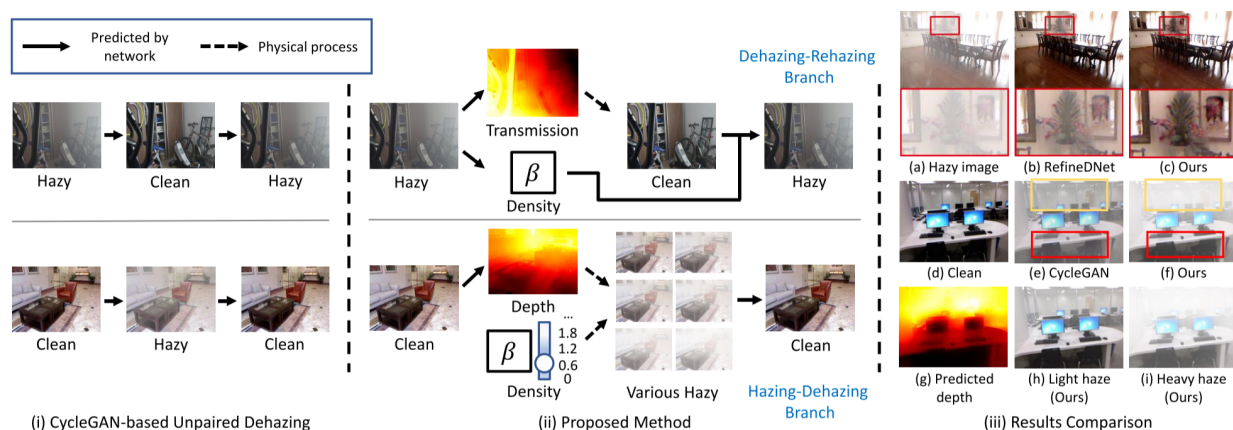 Predicted by
network
Physical process
Hazy
Clean
Hazy
Clean
Hazy
Clean
(i) CycleGAN-based Unpaired Dehazing
Dehazing-Rehazing
Branch
Transmission
Hazy
β
Density
Clean
Hazy
Clean
Depth
...
1.8
1.2
0.6
0
β
Density
Various Hazy
Clean
Hazing-Dehazing
Branch
(ii) Proposed Method
(a) Hazy image
(b) RefineDNet
(c) Ours
(d) Clean
(e) CycleGAN
(f) Ours
(g) Predicted
depth
(h) Light haze
(Ours)
(i) Heavy haze
(Ours)
(iii) Results Comparison